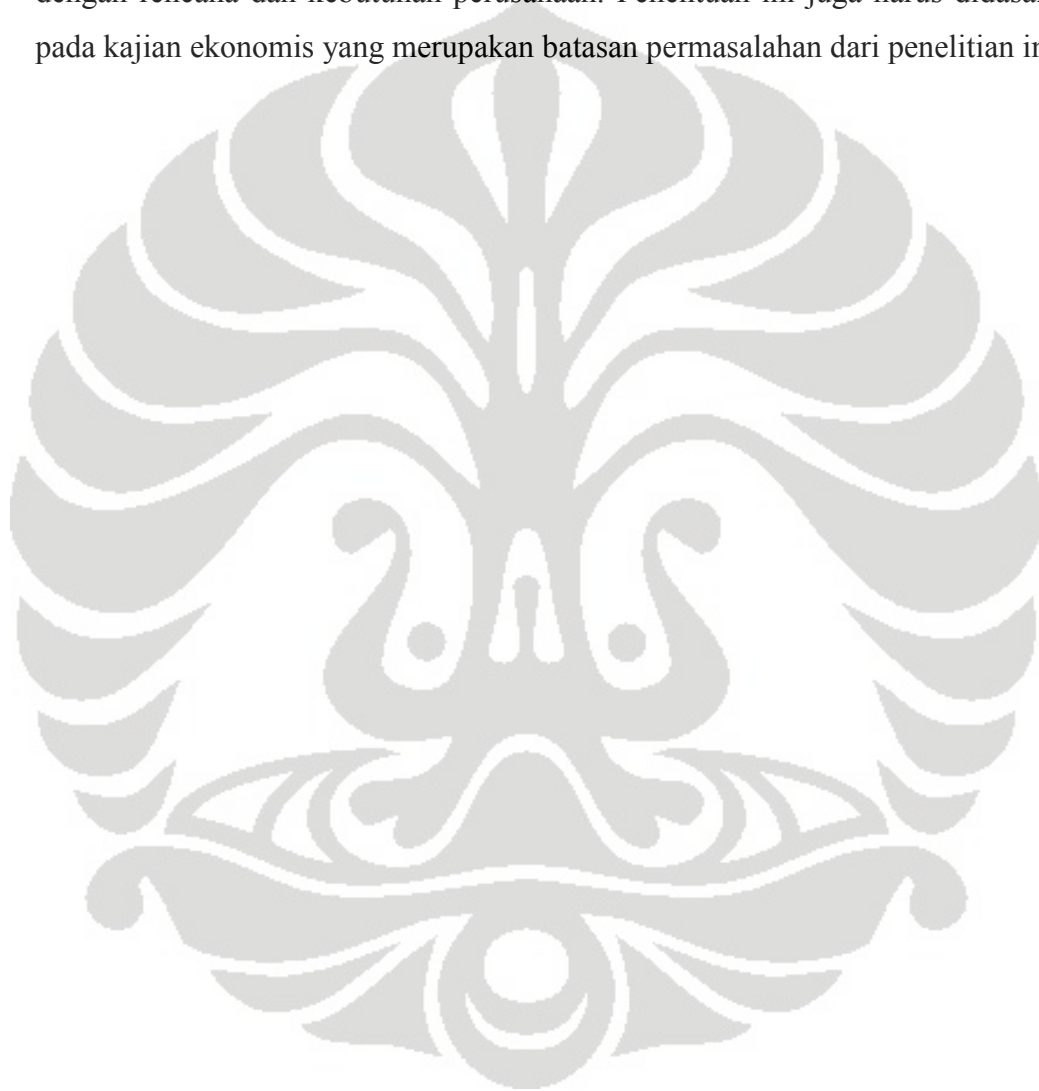 dengan rencana dan kebutuhan perusahaan. Penentuan ini juga harus didasar
pada kajian ekonomis yang merupakan batasan permasalahan dari penelitian in